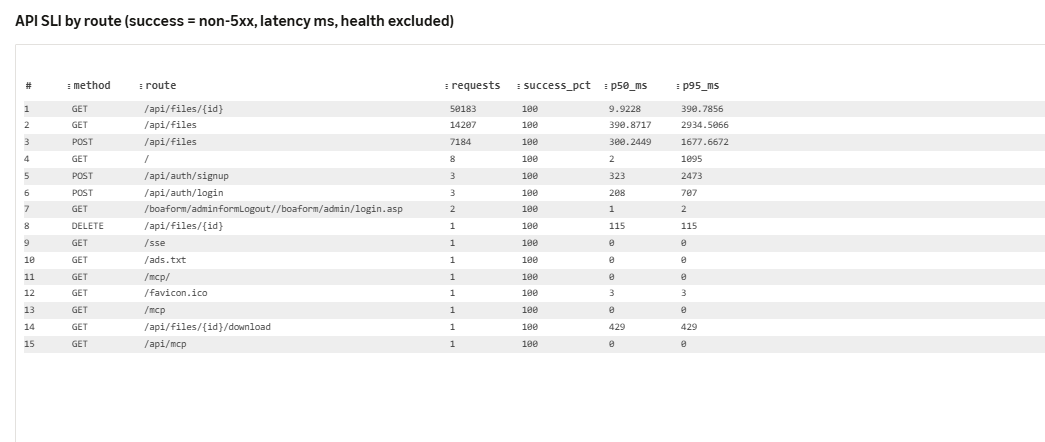 API SLI by route (success = non-5xx, latency ms, health excluded)
# method route requests success_pct p50_ms p95_ms
1 GET /api/files/{id} 50183 100 9.9228 390.7856
2 GET /api/files 14207 100 390.8717 2934.5066
3 POST /api/files 7184 100 300.2449 1677.6672
4 GET / 8 100 2 1095
5 POST /api/auth/signup 3 100 323 2473
6 POST /api/auth/login 3 100 208 707
7 GET /boaform/adminformLogout//boaform/admin/login.asp 2 100 1 2
8 DELETE /api/files/{id} 1 100 115 115
9 GET /sse 1 100 0 0
10 GET /ads.txt 1 100 0 0
11 GET /mcp/ 1 100 0 0
12 GET /favicon.ico 1 100 3 3
13 GET /mcp 1 100 0 0
14 GET /api/files/{id}/download 1 100 429 429
15 GET /api/mcp 1 100 0 0